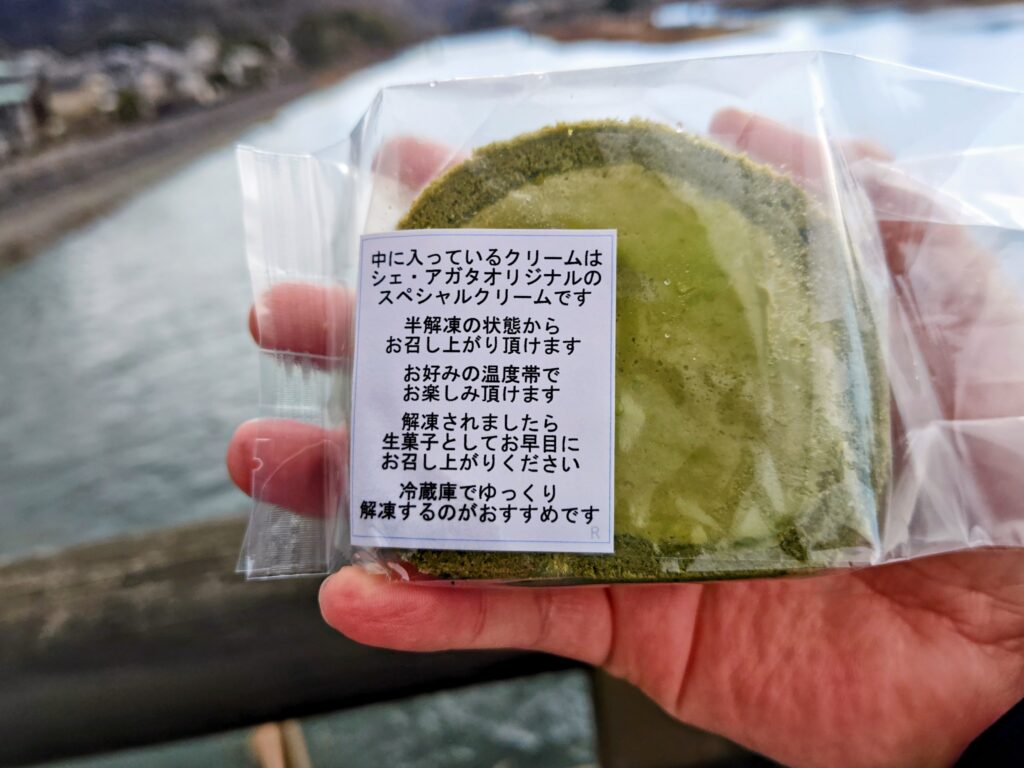 中に入っているクリームは
シェ・アガタオリジナルの
スペシャルクリームです
半解凍の状態から
お召し上がり頂けます
お好みの温度帯で
お楽しみ頂けます
解凍されましたら
生菓子としてお早目に
お召し上がりください
冷蔵庫でゆっくり
解凍するのがおすすめです
R